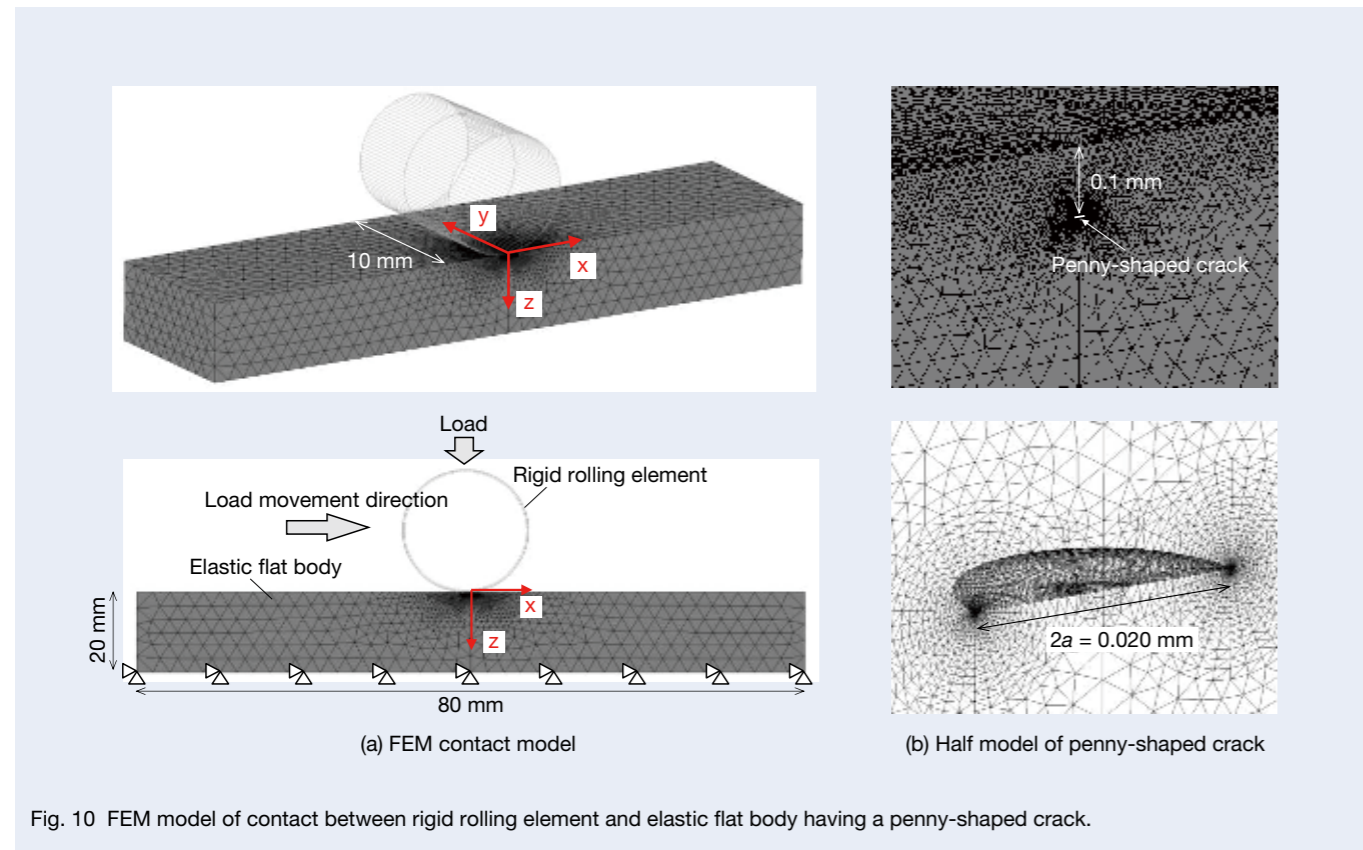 y
10 mm
x
z
0.1 mm
Penny-shaped crack
Load
Rigid rolling element
Load movement direction
Elastic flat body
x
z
20 mm
80 mm
2a = 0.020 mm
(a) FEM contact model
(b) Half model of penny-shaped crack
Fig. 10 FEM model of contact between rigid rolling element and elastic flat body having a penny-shaped crack.